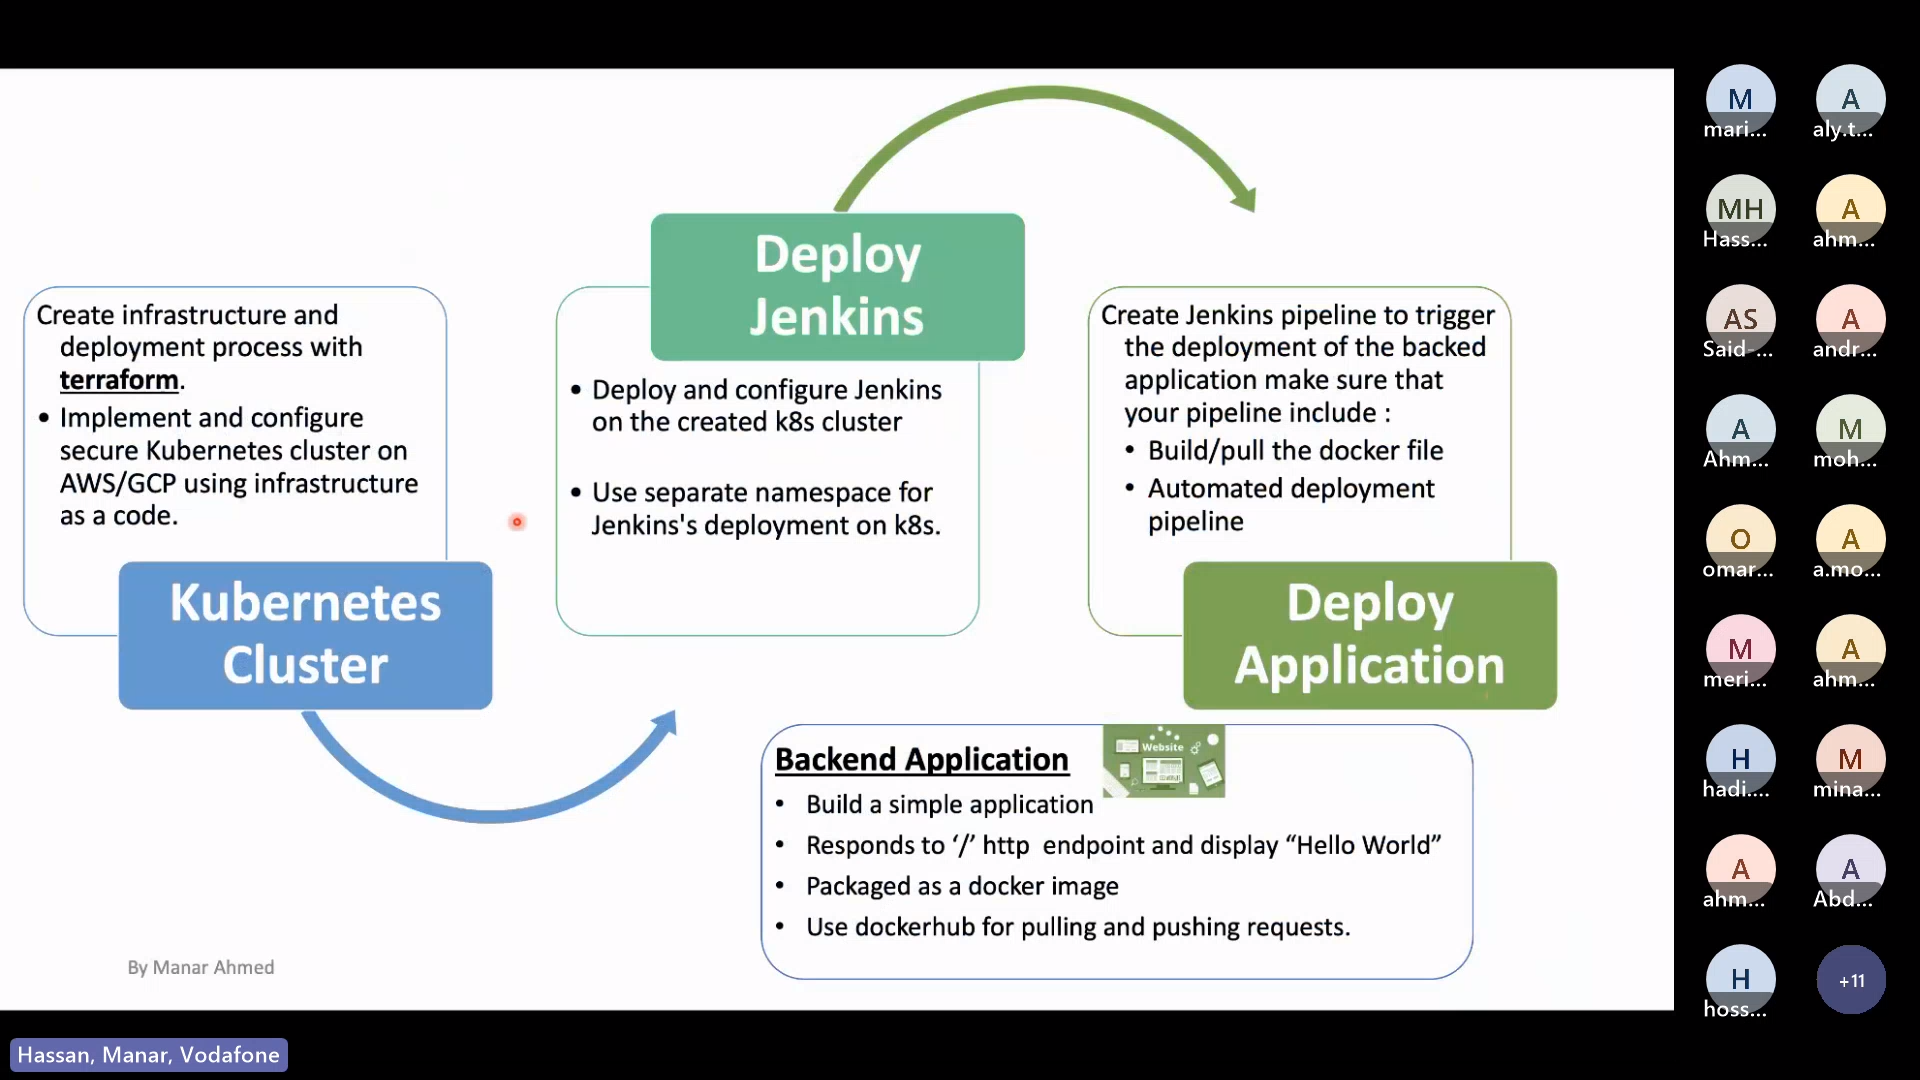 Create infrastructure and
deployment process with
terraform.
• Implement and configure
secure Kubernetes cluster on
AWS/GCP using infrastructure
as a code.
Kubernetes
Cluster
Deploy
Jenkins
• Deploy and configure Jenkins
on the created k8s cluster
• Use separate namespace for
Jenkins's deployment on k8s.
Create Jenkins pipeline to trigger
the deployment of the backed
application make sure that
your pipeline include :
• Build/pull the docker file
• Automated deployment
pipeline
Deploy
Application
Backend Application
Website
• Build a simple application
• Responds to ‘/’ http  endpoint and display “Hello World”
• Packaged as a docker image
• Use dockerhub for pulling and pushing requests.
By Manar Ahmed
Hassan, Manar, Vodafone
M A
mari... aly.t...
MH A
Hass... ahm...
AS A
Said-... andr...
A M
Ahm... moh...
O A
omar... a.mo...
M A
meri... ahm...
H M
hadi.... mina...
A A
ahm... Abd...
H +11
hoss...